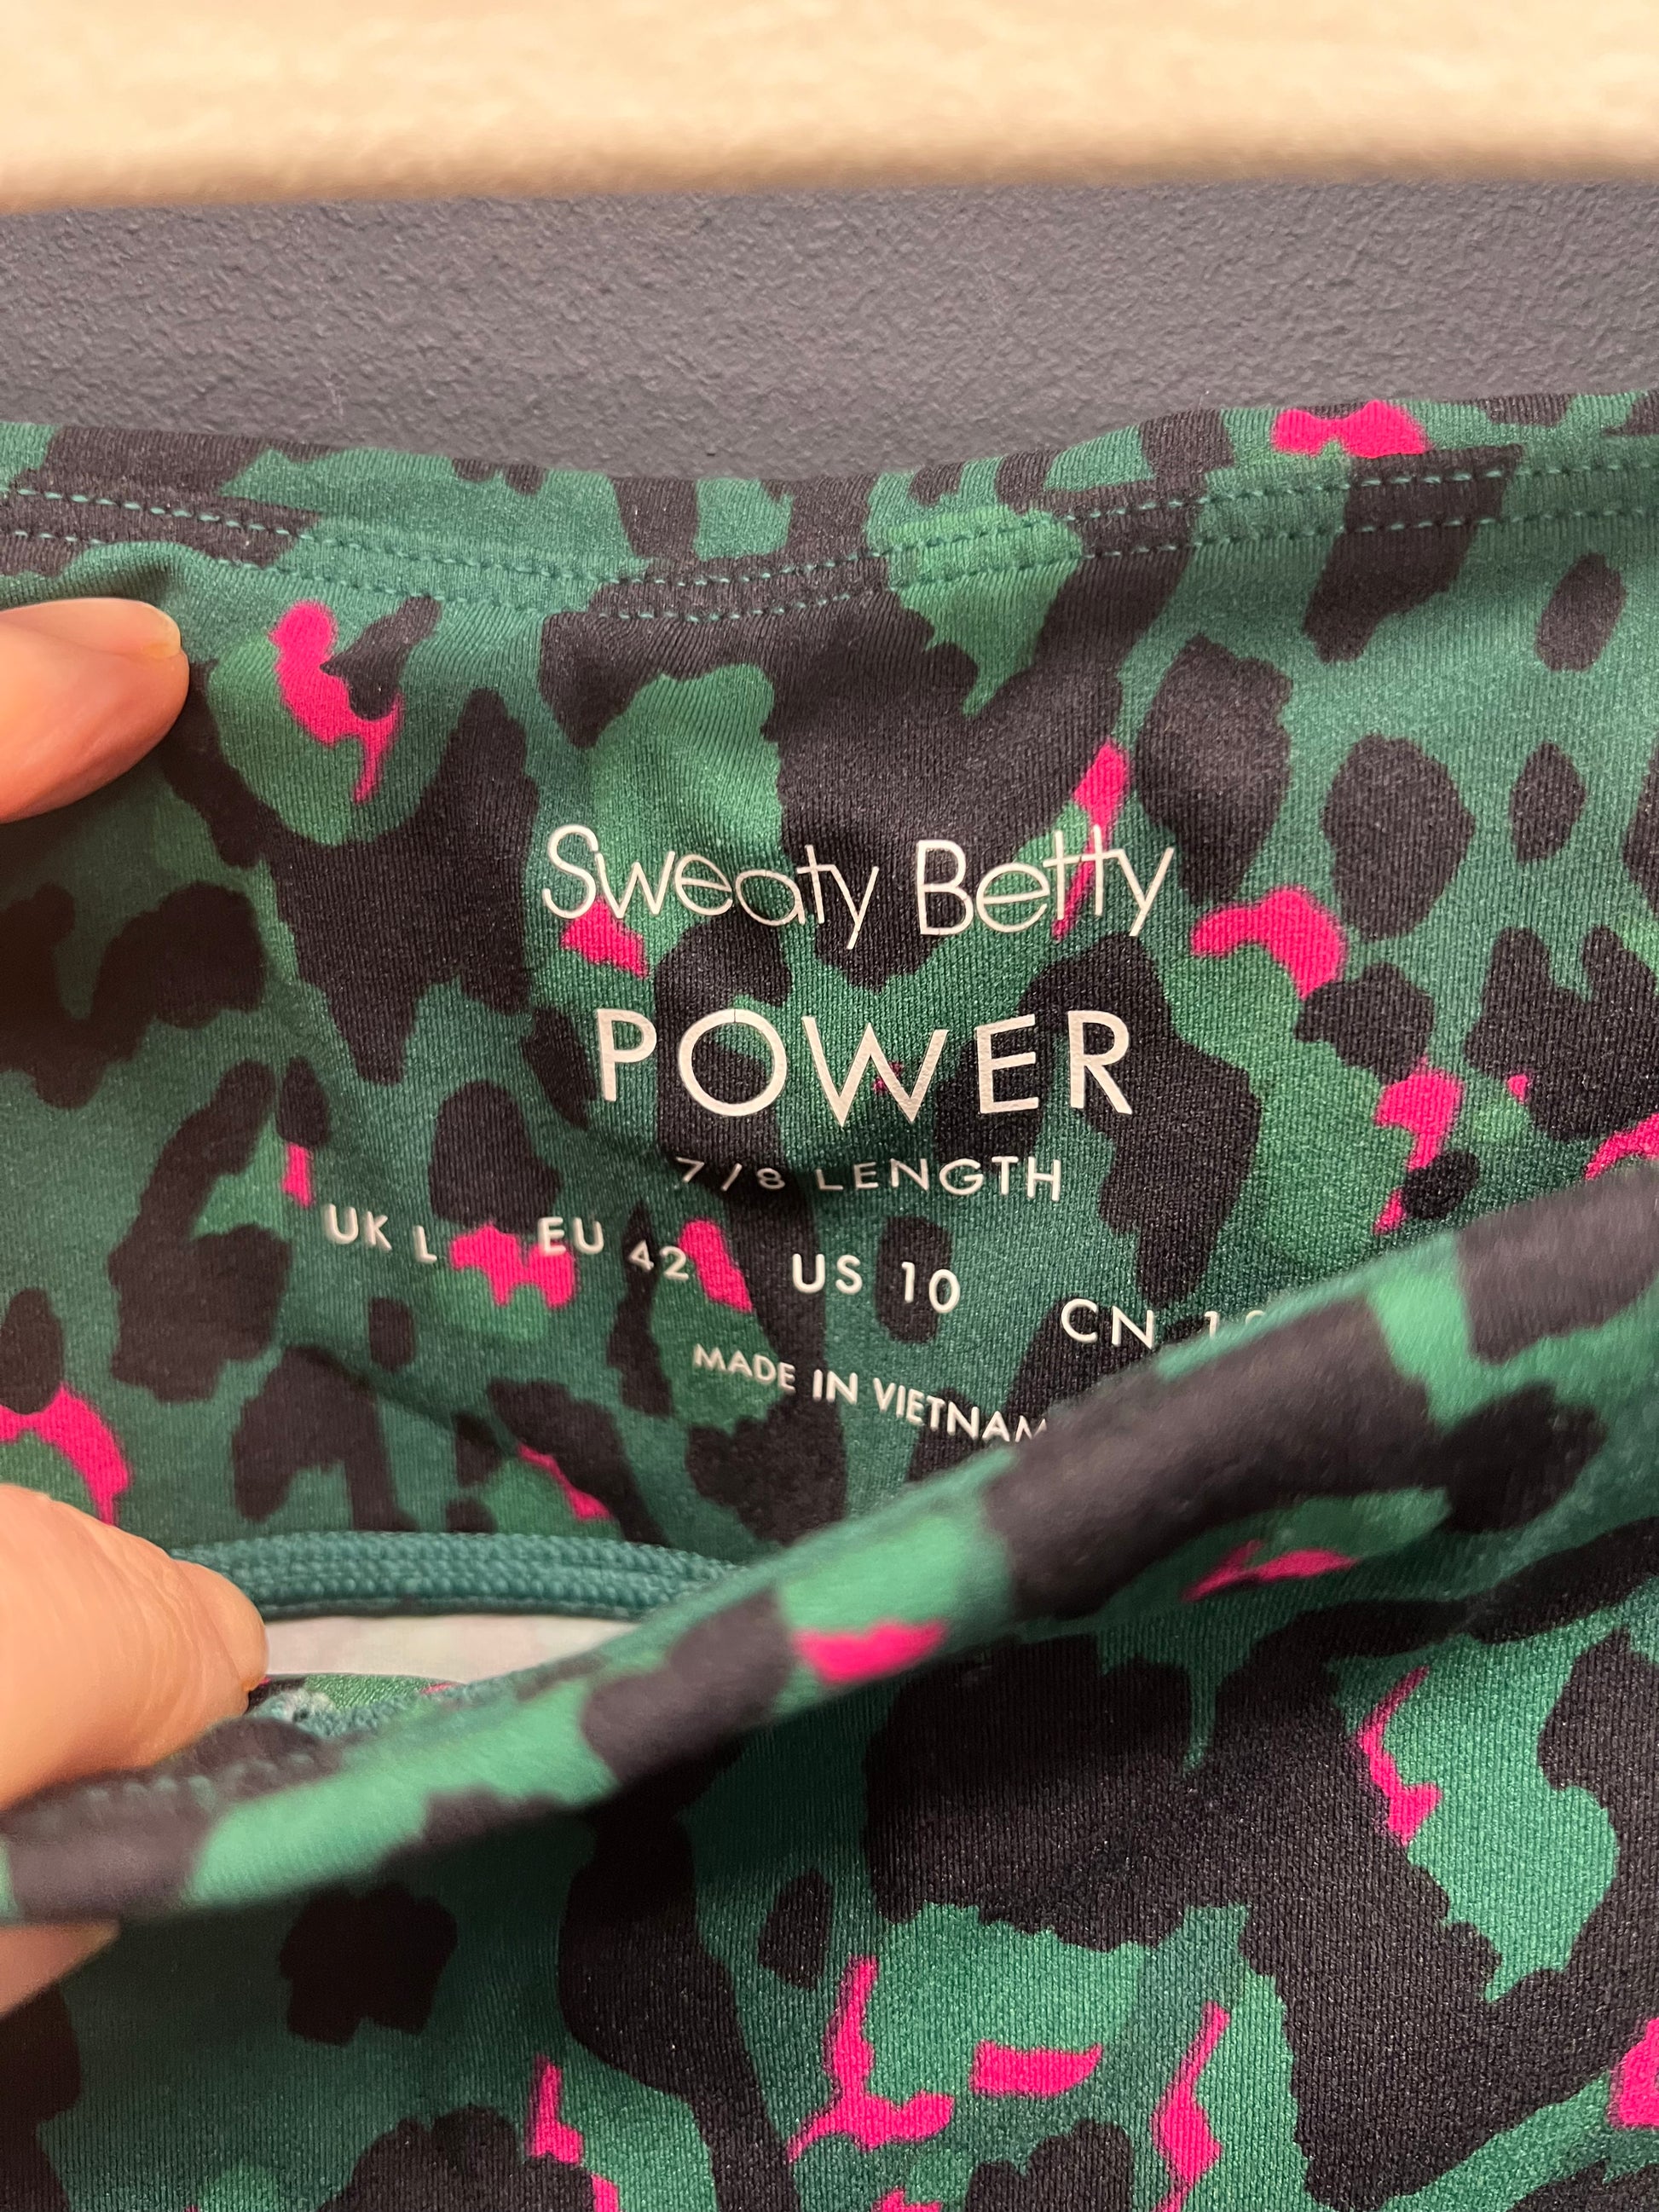 Sweaty Betty
POWER
7/8 LENGTH
UK L EU 42 US 10 CN
MADE IN VIETNAM